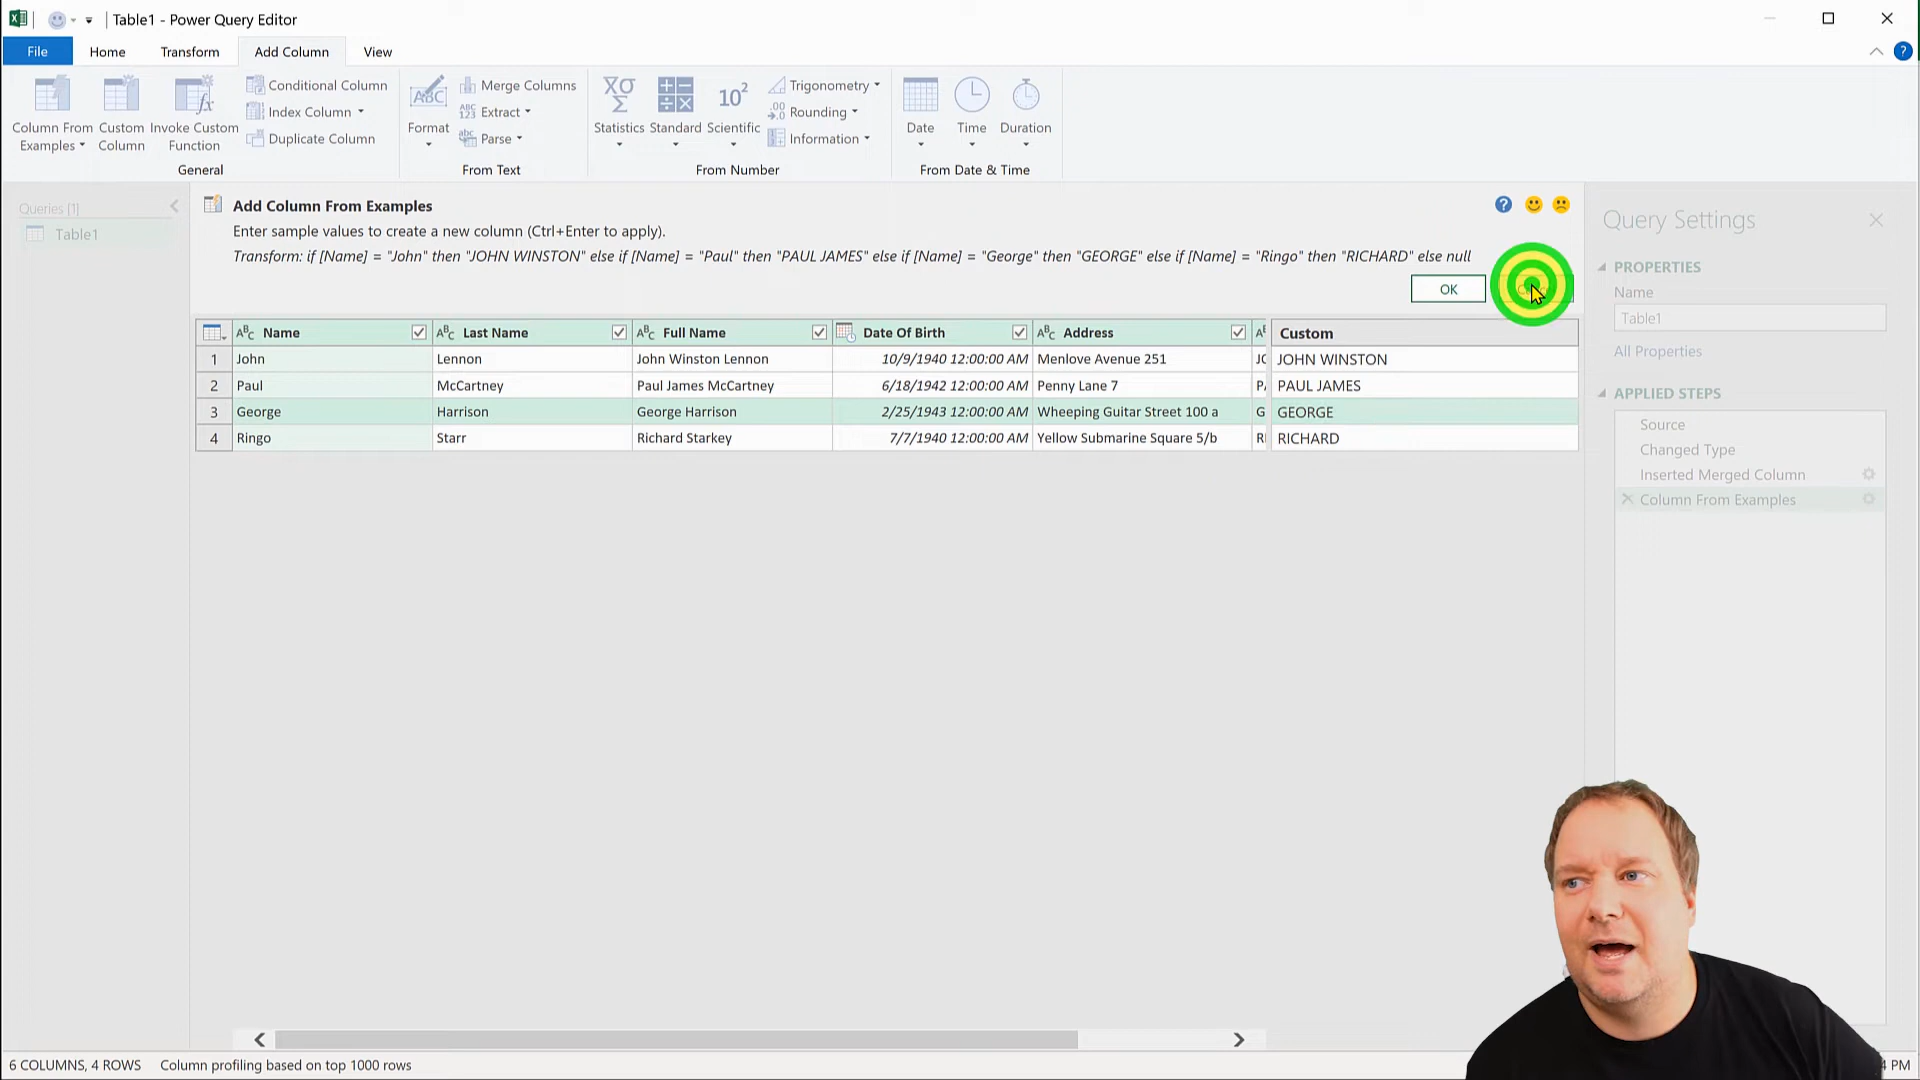 Table1 - Power Query Editor
File
Home
Transform
Add Column
View
Column From Examples
Custom Column
Invoke Custom Function
Conditional Column
Index Column
Duplicate Column
General
Format
Merge Columns
Extract
Parse
From Text
Statistics
Standard
Scientific
Trigonometry
Rounding
Information
From Number
Date
Time
Duration
From Date & Time
Queries [1]
Table1
Add Column From Examples
Enter sample values to create a new column (Ctrl+Enter to apply).
Transform: if [Name] = "John" then "JOHN WINSTON" else if [Name] = "Paul" then "PAUL JAMES" else if [Name] = "George" then "GEORGE" else if [Name] = "Ringo" then "RICHARD" else null
OK
Name Last Name Full Name Date Of Birth Address Custom
1 John Lennon John Winston Lennon 10/9/1940 12:00:00 AM Menlove Avenue 251 JOHN WINSTON
2 Paul McCartney Paul James McCartney 6/18/1942 12:00:00 AM Penny Lane 7 PAUL JAMES
3 George Harrison George Harrison 2/25/1943 12:00:00 AM Wheeping Guitar Street 100 a GEORGE
4 Ringo Starr Richard Starkey 7/7/1940 12:00:00 AM Yellow Submarine Square 5/b RICHARD
Query Settings
PROPERTIES
Name
Table1
All Properties
APPLIED STEPS
Source
Changed Type
Inserted Merged Column
Column From Examples
6 COLUMNS, 4 ROWS
Column profiling based on top 1000 rows
PM